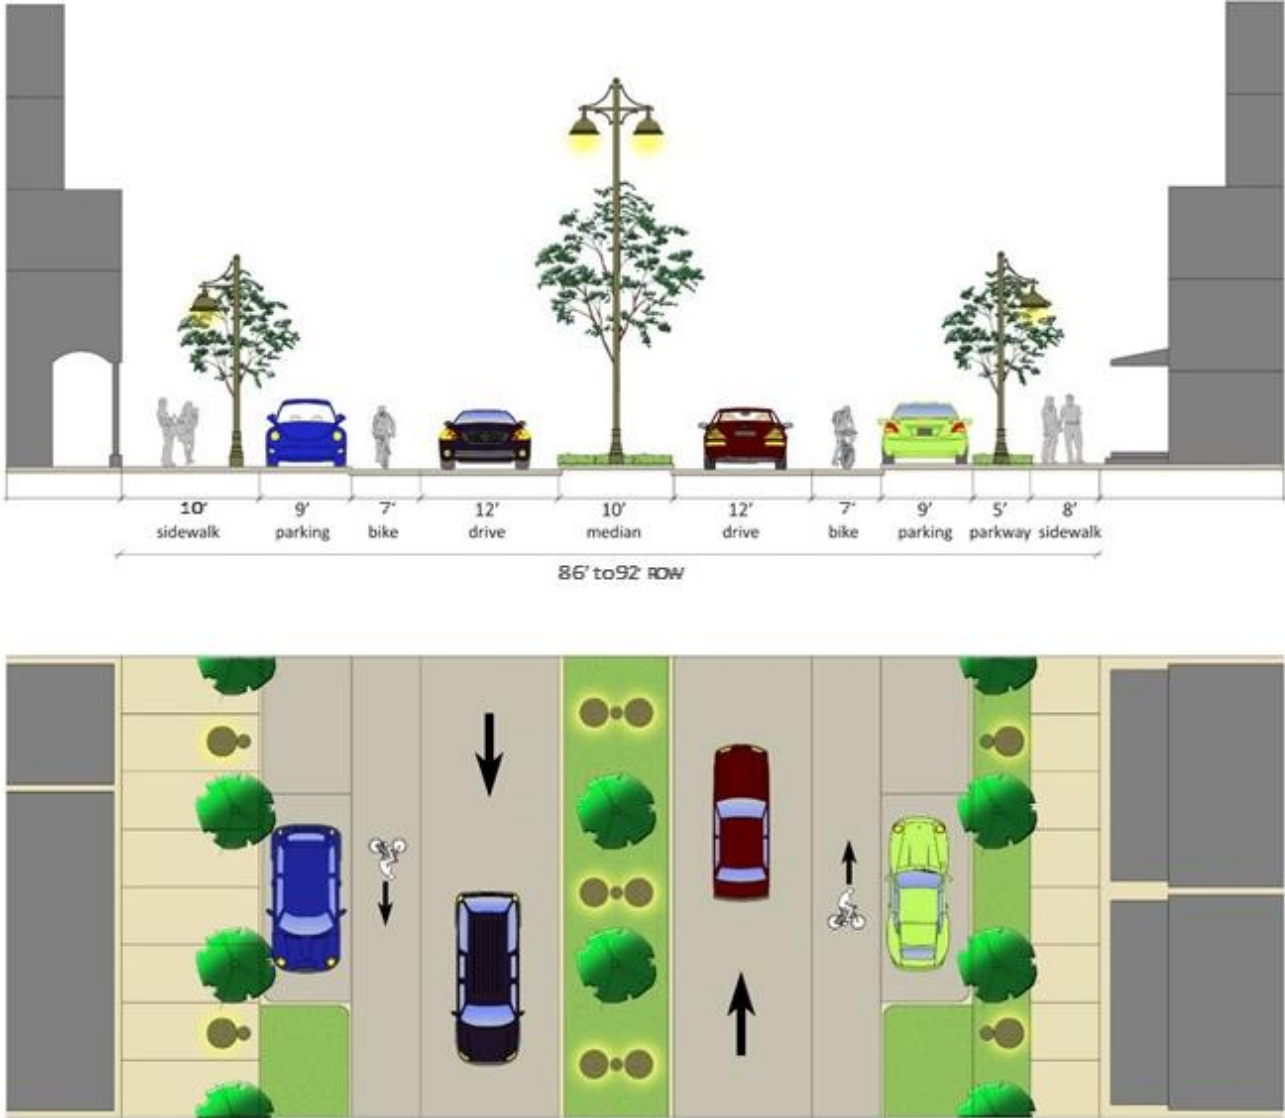 10' 9' 7' 12' 10' 12' 7' 9' 5' 8'
sidewalk parking bike drive median drive bike parking parkway sidewalk
86' to 92' ROW